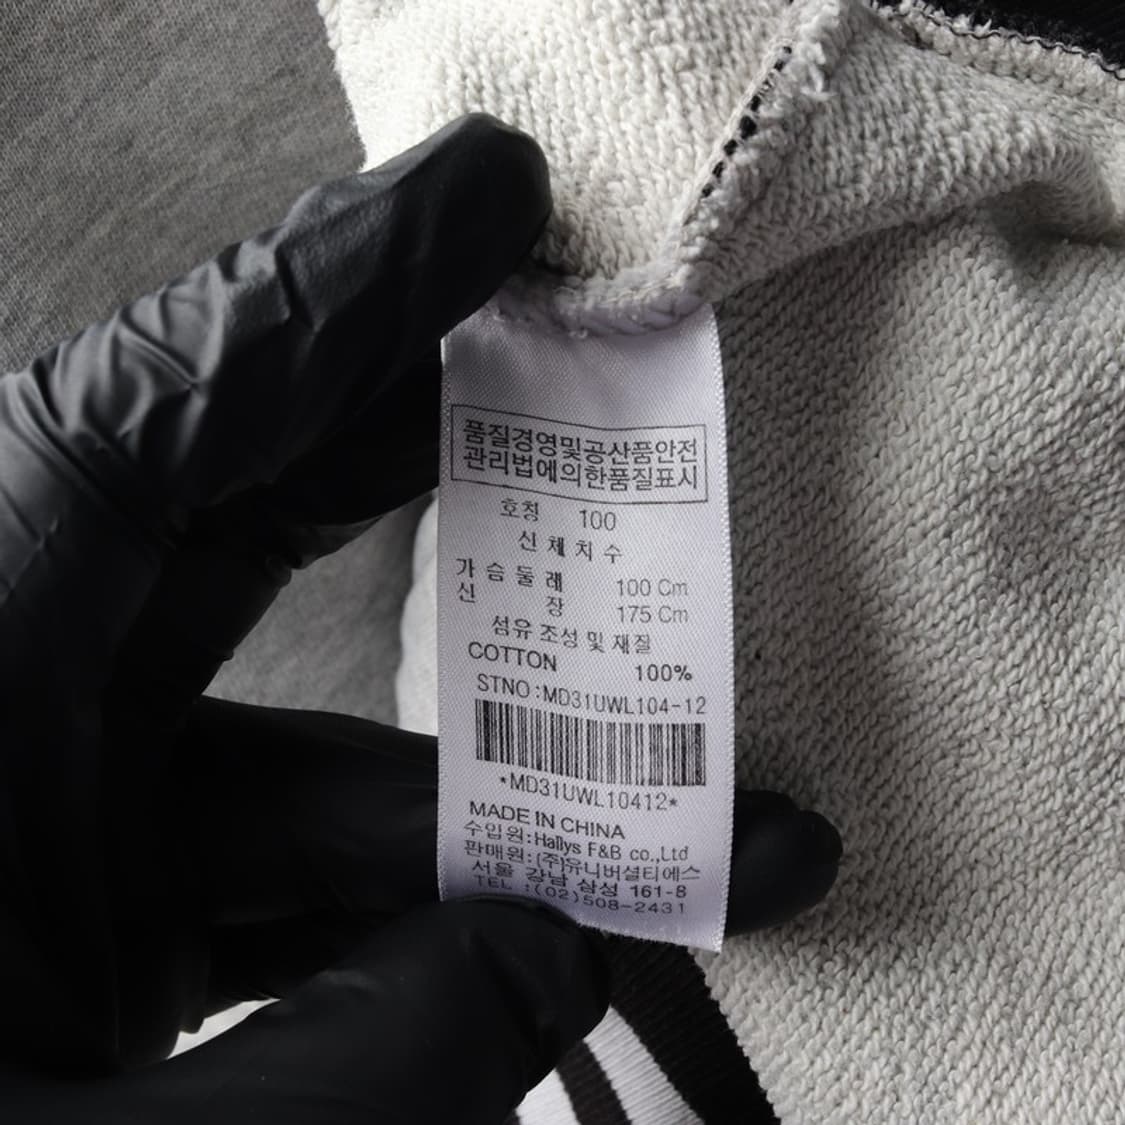 품질경영및공산품안전
관리법에의한품질표시
호칭 100
신체치수
가슴둘레 100 Cm
신장 175 Cm
섬유조성및재질
COTTON 100%
STNO:MD31UWL104-12
*MD31UWL10412*
MADE IN CHINA
수입원:Hallys F&B co.,Ltd
판매원:(주)유니버셜티에스
서울 강남 삼성 161-8
TEL :(02)508-2431